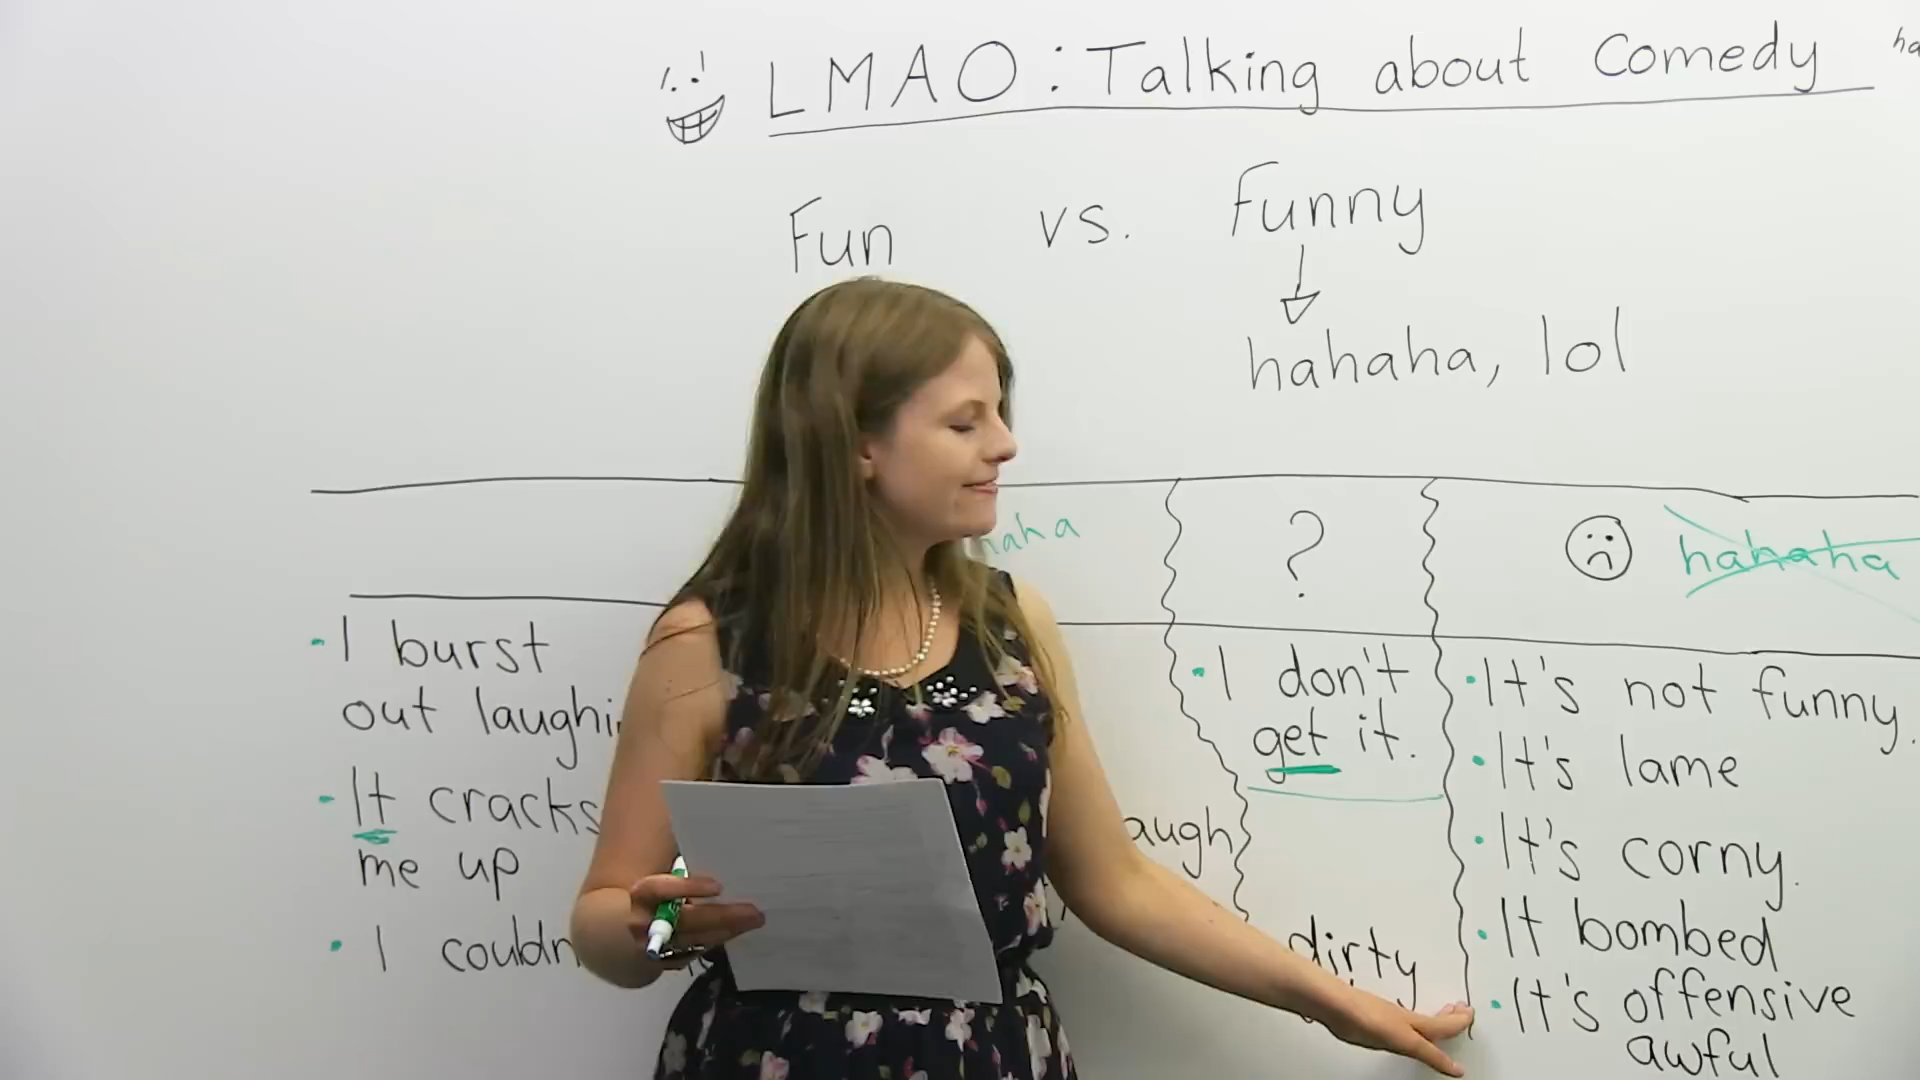 LMAO: Talking about Comedy
Fun vs. Funny
hahaha, lol
haha
?
hahaha
• I burst
out laughi
• It cracks
me up
• I couldn
augh
• I don't
get it.
dirty
• It's not funny.
• It's lame
• It's corny.
• It bombed
• It's offensive
awful